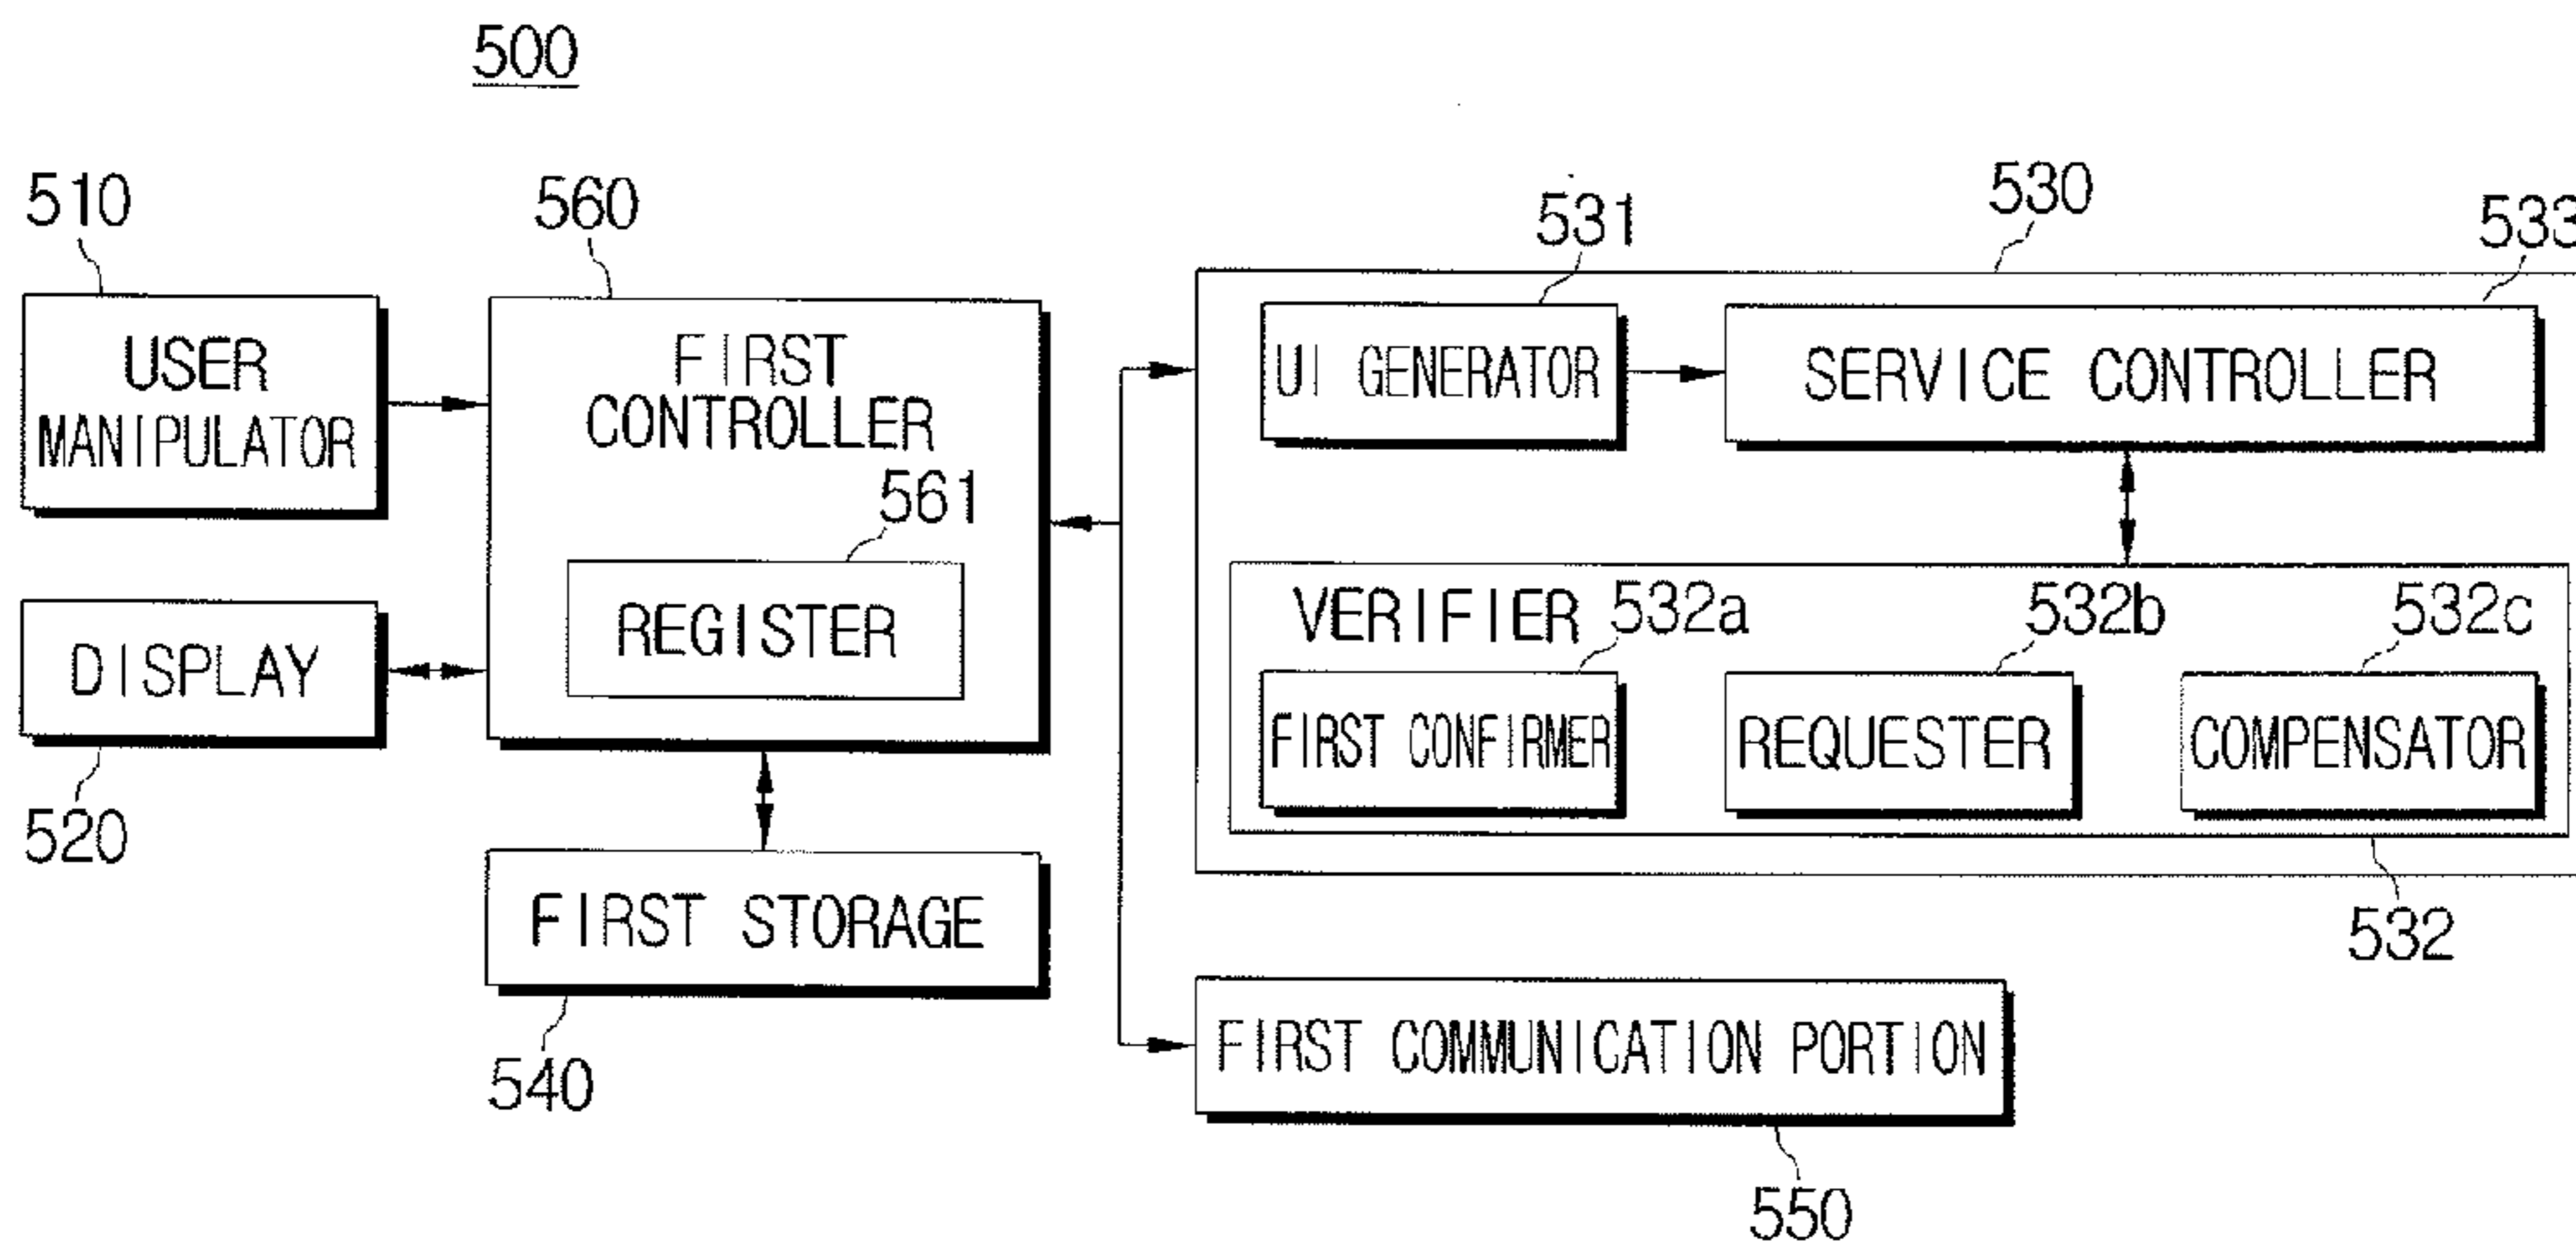 500
510
560
531
530
533
USER
MANIPULATOR
FIRST
CONTROLLER
561
REGISTER
UI GENERATOR
SERVICE CONTROLLER
DISPLAY
520
VERIFIER
532a
532b
532c
FIRST CONFIRMER
REQUESTER
COMPENSATOR
532
FIRST STORAGE
540
FIRST COMMUNICATION PORTION
550